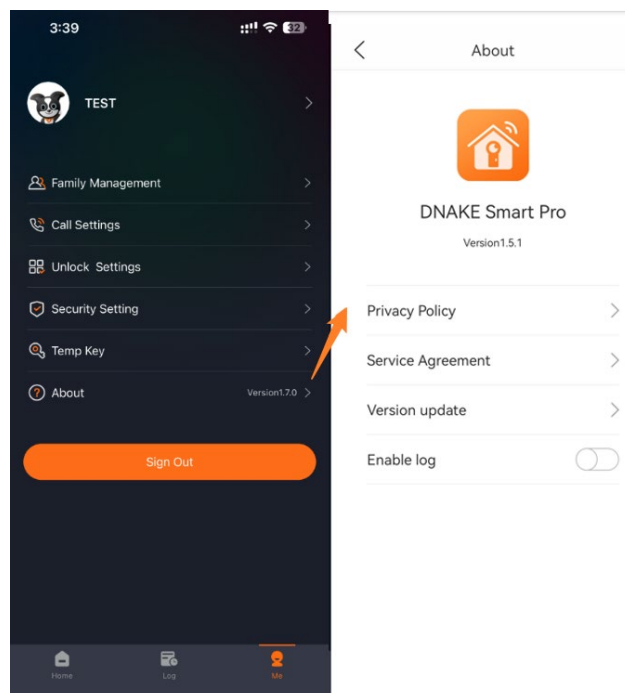 3:39
32
TEST
Family Management
Call Settings
Unlock Settings
Security Setting
Temp Key
About
Version1.7.0
Sign Out
Home
Log
Me
About
DNAKE Smart Pro
Version1.5.1
Privacy Policy
Service Agreement
Version update
Enable log